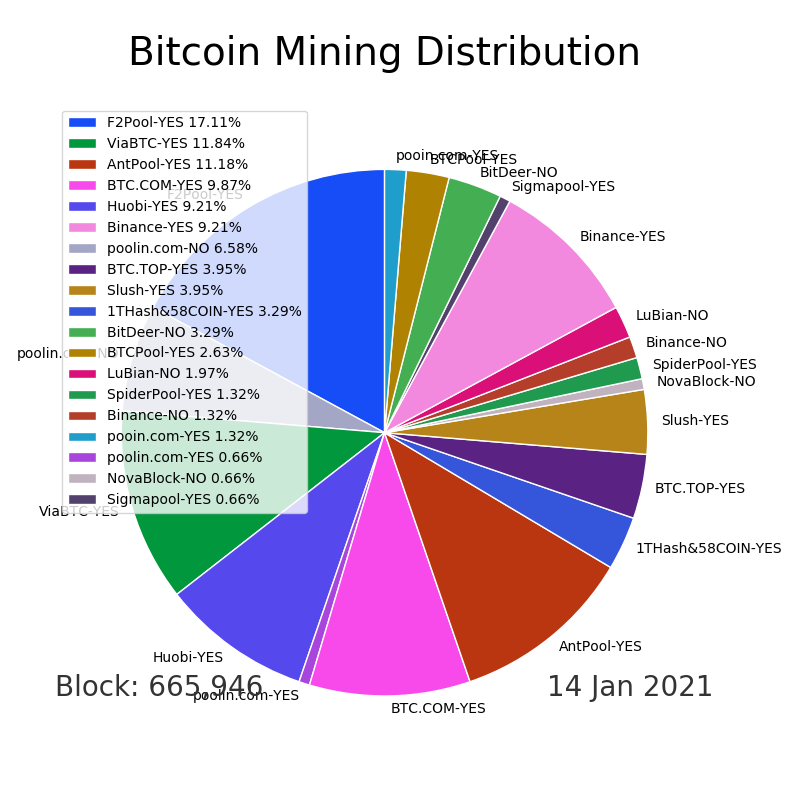 Bitcoin Mining Distribution
F2Pool-YES 17.11%
ViaBTC-YES 11.84%
AntPool-YES 11.18%
BTC.COM-YES 9.87%
Huobi-YES 9.21%
Binance-YES 9.21%
poolin.com-NO 6.58%
BTC.TOP-YES 3.95%
Slush-YES 3.95%
1THash&58COIN-YES 3.29%
BitDeer-NO 3.29%
BTCPool-YES 2.63%
LuBian-NO 1.97%
SpiderPool-YES 1.32%
Binance-NO 1.32%
pooin.com-YES 1.32%
poolin.com-YES 0.66%
NovaBlock-NO 0.66%
Sigmapool-NO 0.66%
pooin.com-YES
BTCPool-YES
BitDeer-NO
Sigmapool-YES
Binance-YES
LuBian-NO
Binance-NO
SpiderPool-YES
NovaBlock-NO
Slush-YES
BTC.TOP-YES
1THash&58COIN-YES
AntPool-YES
BTC.COM-YES
poolin.com-YES
Huobi-YES
ViaBTC-YES
poolin.com-NO
F2Pool-YES
Block: 665,946
14 Jan 2021